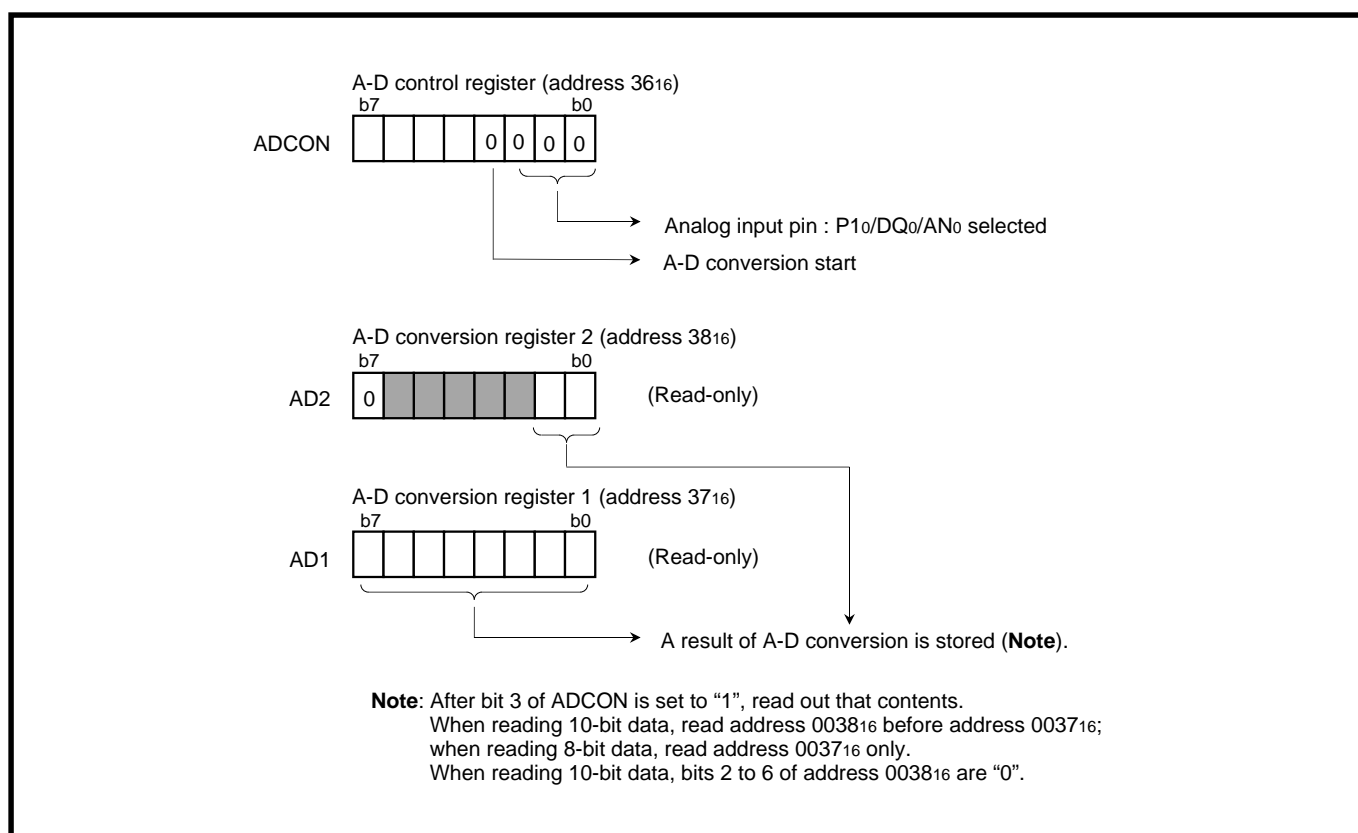 A-D control register (address 3616)
b7 b0
ADCON 0 0 0 0
Analog input pin : P10/DQ0/AN0 selected
A-D conversion start
A-D conversion register 2 (address 3816)
b7 b0
AD2 0 (Read-only)
A-D conversion register 1 (address 3716)
b7 b0
AD1 (Read-only)
A result of A-D conversion is stored (Note).
Note: After bit 3 of ADCON is set to “1”, read out that contents.
When reading 10-bit data, read address 003816 before address 003716;
when reading 8-bit data, read address 003716 only.
When reading 10-bit data, bits 2 to 6 of address 003816 are “0”.